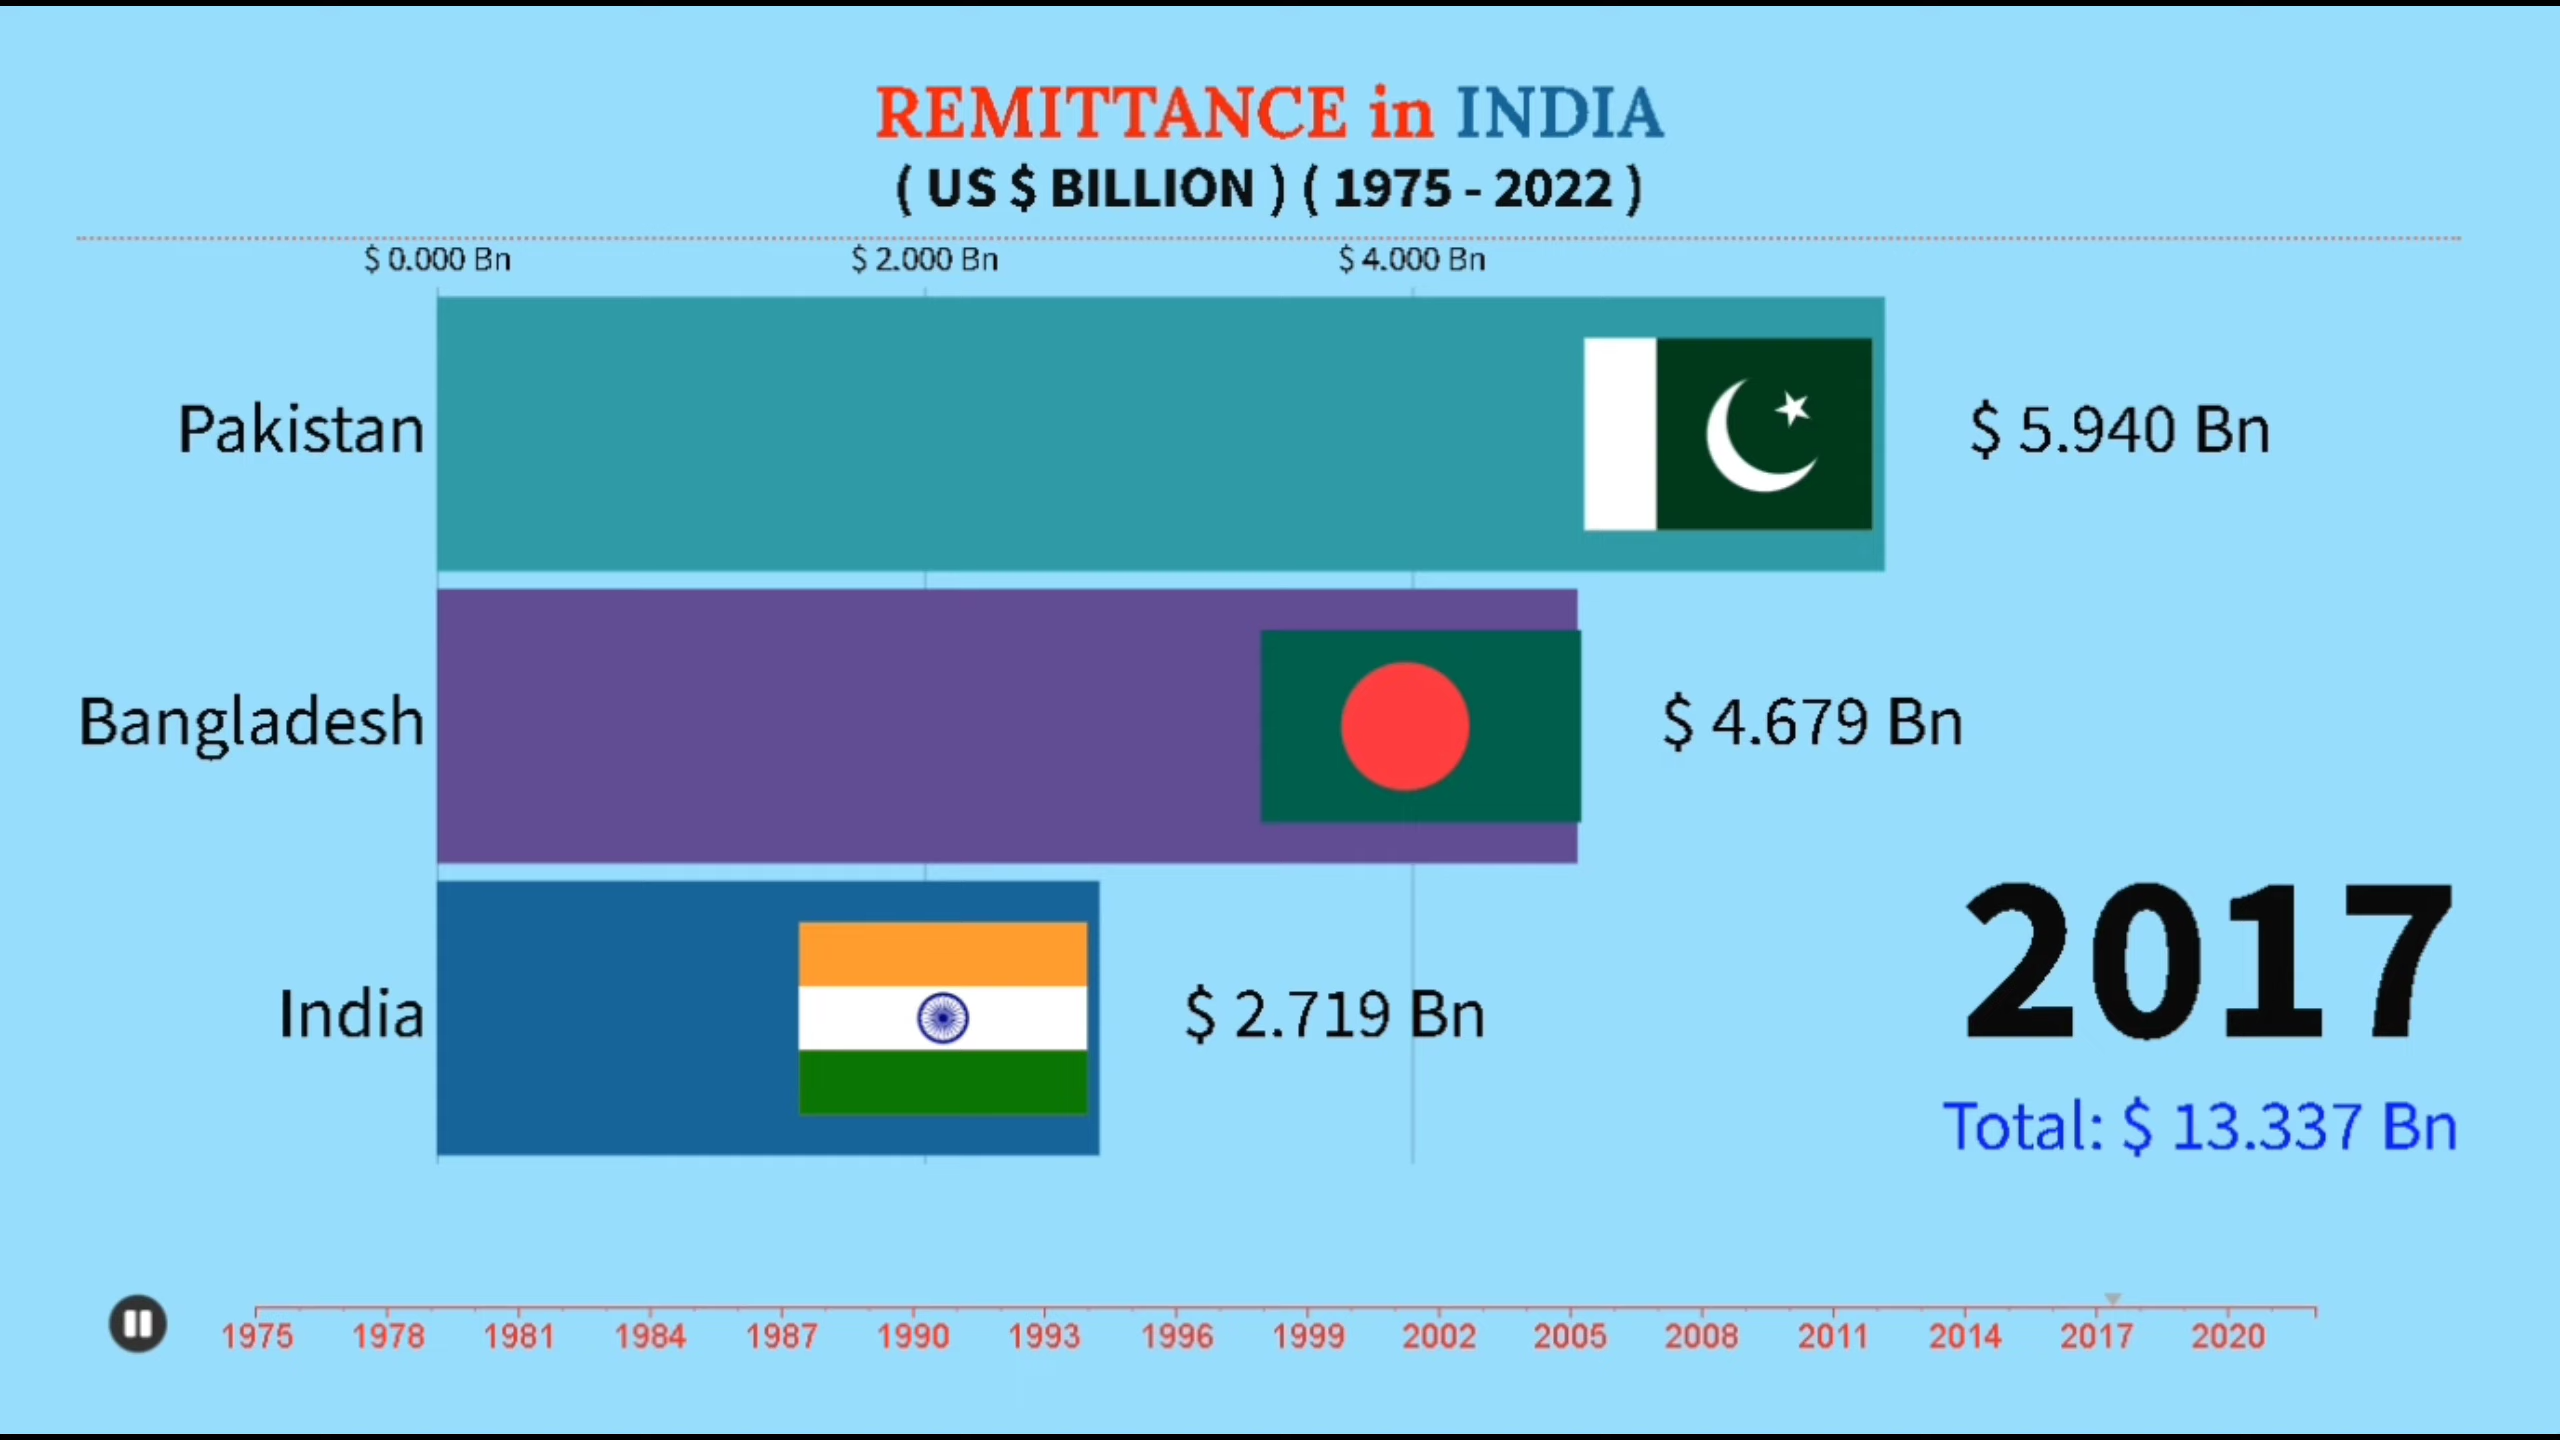 REMITTANCE in INDIA
( US $ BILLION ) ( 1975 - 2022 )
$ 0.000 Bn $ 2.000 Bn $ 4.000 Bn
Pakistan $ 5.940 Bn
Bangladesh $ 4.679 Bn
India $ 2.719 Bn
2017
Total: $ 13.337 Bn
1975 1978 1981 1984 1987 1990 1993 1996 1999 2002 2005 2008 2011 2014 2017 2020